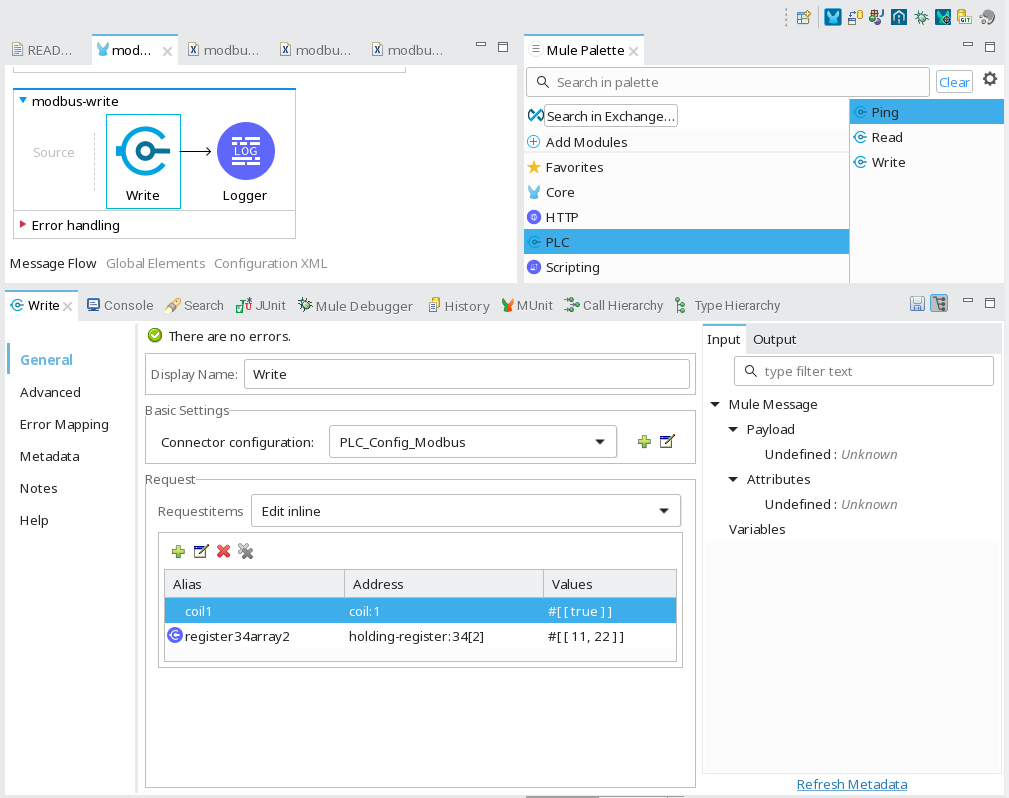 READ...
mod...
modbu...
modbu...
modbu...
Mule Palette
Search in palette
Clear
modbus-write
Source
LOG
Write
Logger
Error handling
Message Flow Global Elements Configuration XML
Search in Exchange...
Add Modules
Favorites
Core
HTTP
PLC
Scripting
Ping
Read
Write
Write Console Search JUnit Mule Debugger History MUnit Call Hierarchy Type Hierarchy
General
Advanced
Error Mapping
Metadata
Notes
Help
There are no errors.
Display Name: Write
Basic Settings
Connector configuration: PLC_Config_Modbus
Request
Requestitems Edit inline
Alias Address Values
coil1 coil:1 #[ [ true ] ]
register34array2 holding-register:34[2] #[ [ 11, 22 ] ]
Input Output
type filter text
Mule Message
Payload
Undefined : Unknown
Attributes
Undefined : Unknown
Variables
Refresh Metadata